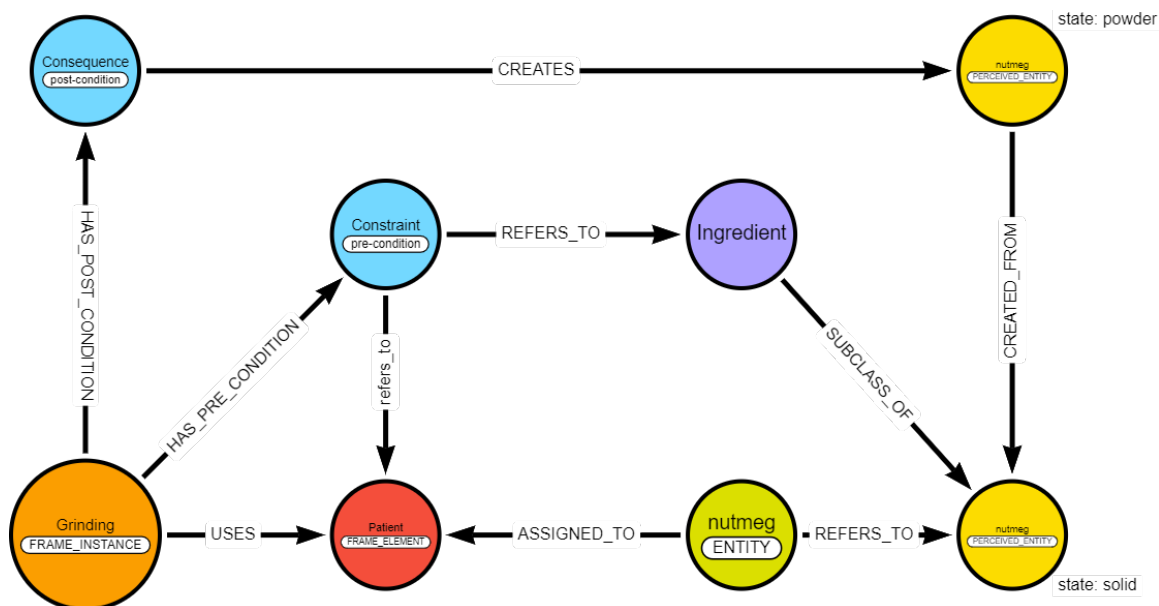 state: powder
Consequence
post-condition
CREATES
nutmeg
PERCEIVED_ENTITY
HAS_POST_CONDITION
Constraint
pre-condition
REFERS_TO
Ingredient
CREATED_FROM
HAS_PRE_CONDITION
refers_to
SUBCLASS_OF
Grinding
FRAME_INSTANCE
USES
Patient
FRAME_ELEMENT
ASSIGNED_TO
nutmeg
ENTITY
REFERS_TO
nutmeg
PERCEIVED_ENTITY
state: solid